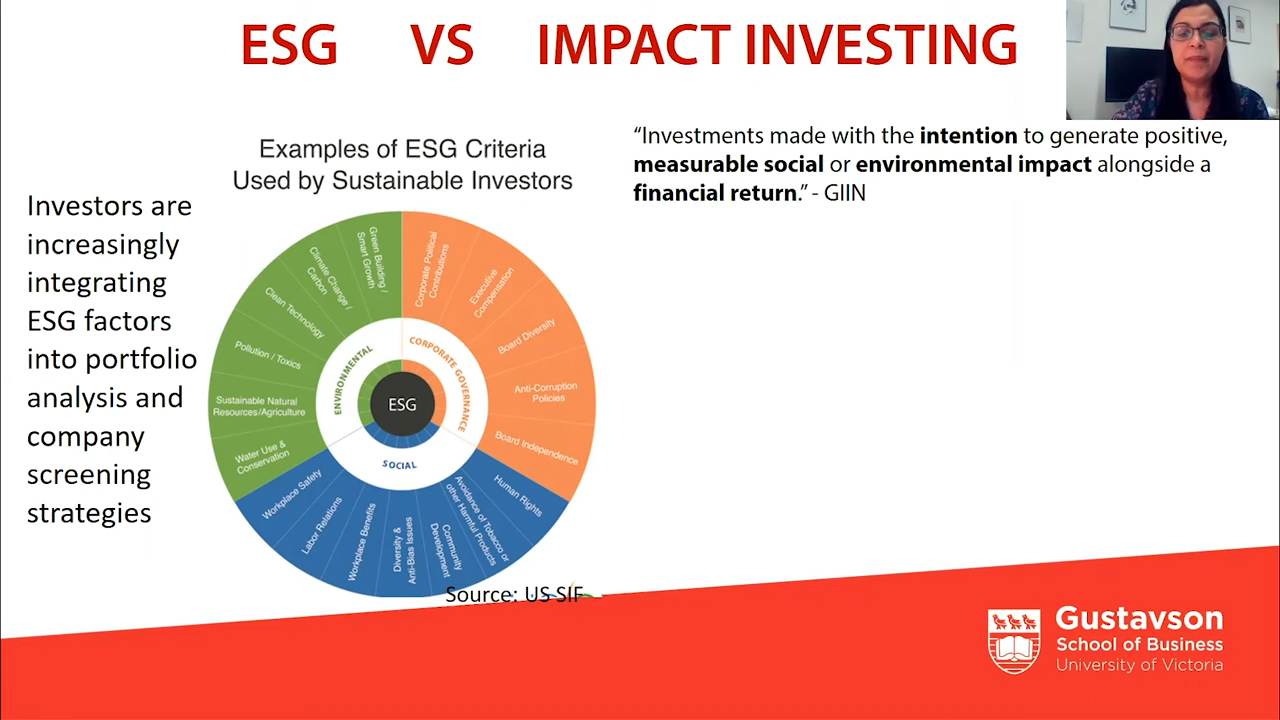 ESG VS IMPACT INVESTING
Investors are
increasingly
integrating
ESG factors
into portfolio
analysis and
company
screening
strategies
Examples of ESG Criteria
Used by Sustainable Investors
Green Building /
Smart Growth
Climate Change /
Carbon
Clean Technology
Pollution / Toxics
Sustainable Natural
Resources/Agriculture
Water Use &
Conservation
ENVIRONMENTAL
Corporate Political
Contributions
Executive
Compensation
Board Diversity
Anti-Corruption
Policies
Board Independence
CORPORATE GOVERNANCE
ESG
SOCIAL
Workplace Safety
Labor Relations
Workplace Benefits
Diversity &
Anti-Bias Issues
Community
Development
Avoidance of Tobacco or
other Harmful Products
Human Rights
Source: US SIF
“Investments made with the intention to generate positive,
measurable social or environmental impact alongside a
financial return.” - GIIN
Gustavson
School of Business
University of Victoria